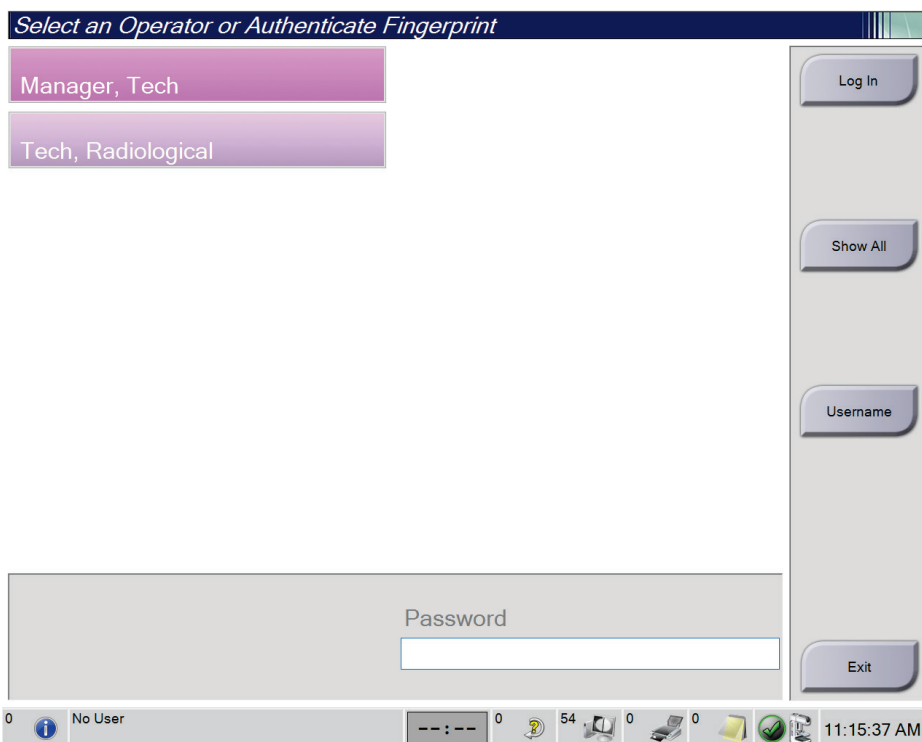 Select an Operator or Authenticate Fingerprint
Manager, Tech
Log In
Tech, Radiological
Show All
Username
Password
Exit
0 No User --:-- 0 54 0 0 11:15:37 AM